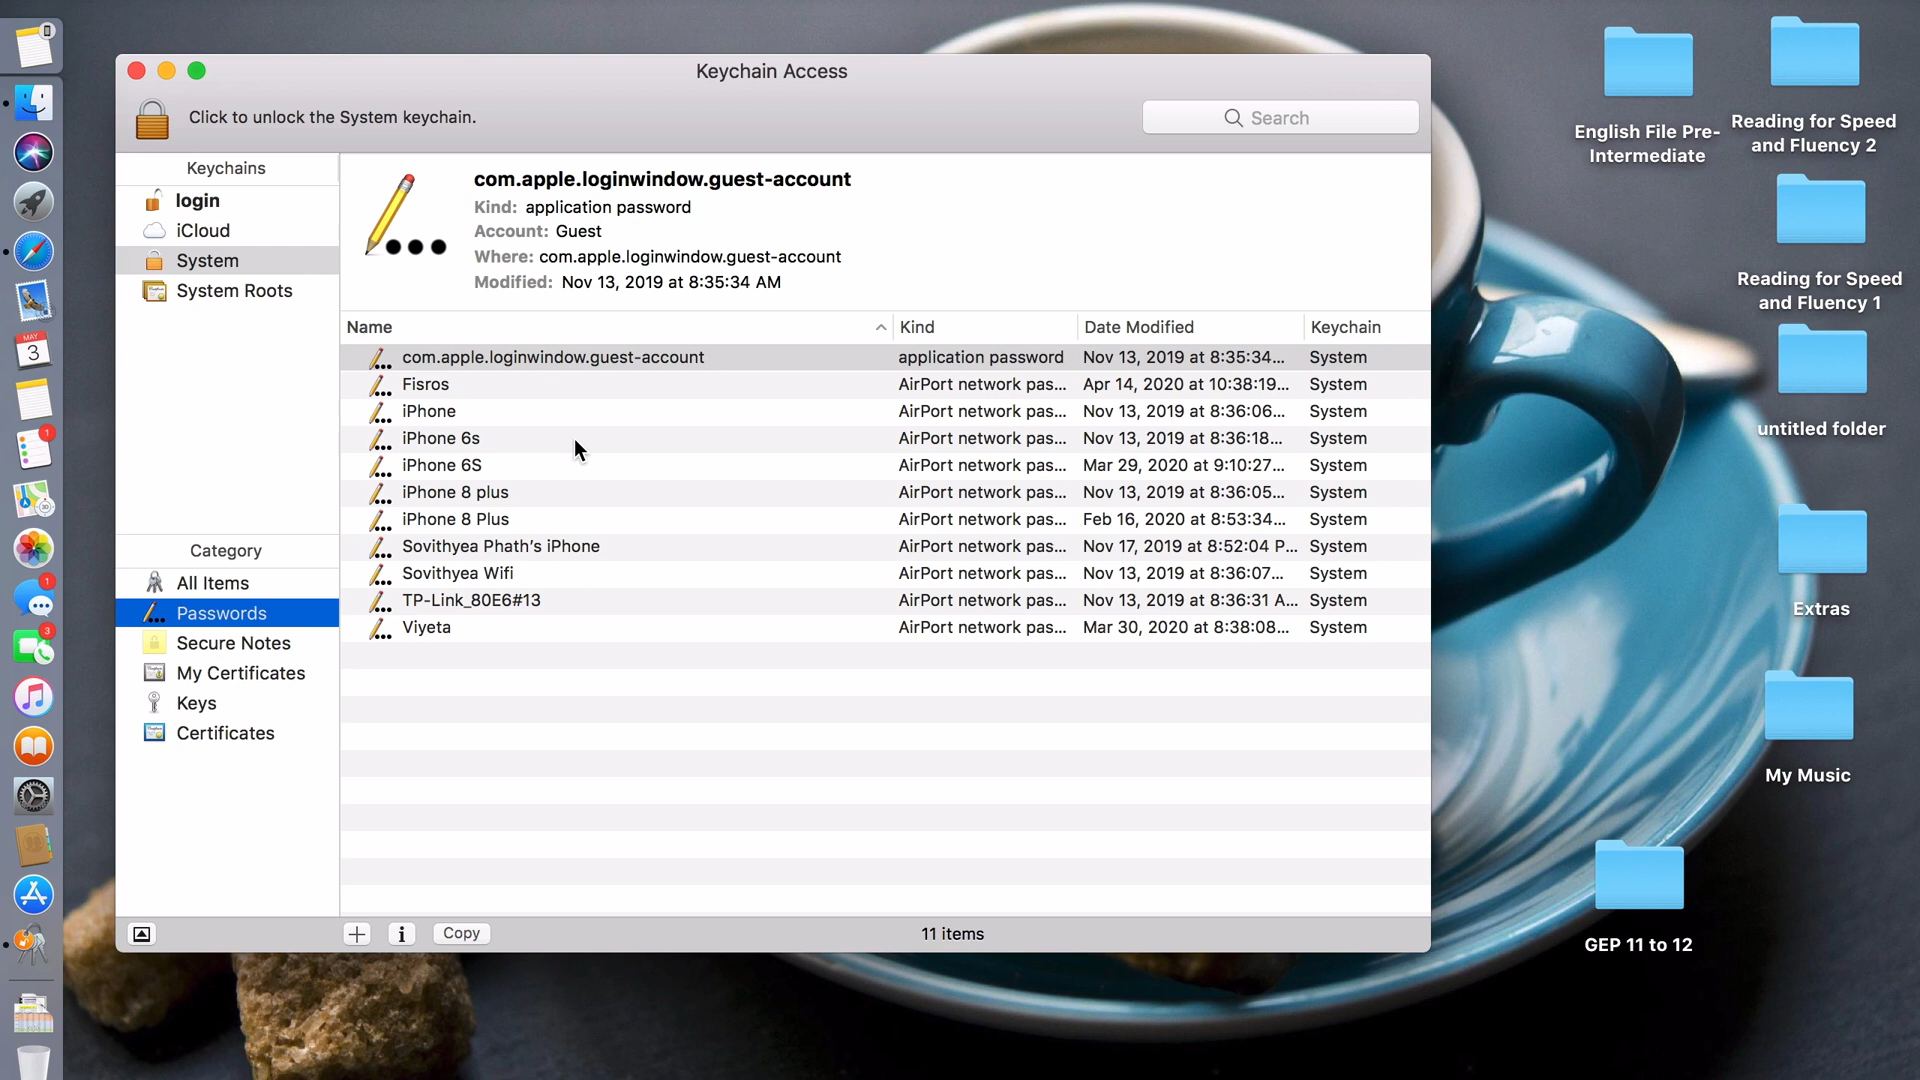 Keychain Access
Click to unlock the System keychain.
Search
Keychains
login
iCloud
System
System Roots
com.apple.loginwindow.guest-account
Kind: application password
Account: Guest
Where: com.apple.loginwindow.guest-account
Modified: Nov 13, 2019 at 8:35:34 AM
Name Kind Date Modified Keychain
com.apple.loginwindow.guest-account application password Nov 13, 2019 at 8:35:34... System
Fisros AirPort network pas... Apr 14, 2020 at 10:38:19... System
iPhone AirPort network pas... Nov 13, 2019 at 8:36:06... System
iPhone 6s AirPort network pas... Nov 13, 2019 at 8:36:18... System
iPhone 6S AirPort network pas... Mar 29, 2020 at 9:10:27... System
iPhone 8 plus AirPort network pas... Nov 13, 2019 at 8:36:05... System
iPhone 8 Plus AirPort network pas... Feb 16, 2020 at 8:53:34... System
Sovithyea Phath's iPhone AirPort network pas... Nov 17, 2019 at 8:52:04 P... System
Sovithyea Wifi AirPort network pas... Nov 13, 2019 at 8:36:07... System
TP-Link_80E6#13 AirPort network pas... Nov 13, 2019 at 8:36:31 A... System
Viyeta AirPort network pas... Mar 30, 2020 at 8:38:08... System
Category
All Items
Passwords
Secure Notes
My Certificates
Keys
Certificates
Copy
11 items
English File Pre-
Intermediate
Reading for Speed
and Fluency 2
Reading for Speed
and Fluency 1
untitled folder
Extras
My Music
GEP 11 to 12
MAY
3
1
1
3